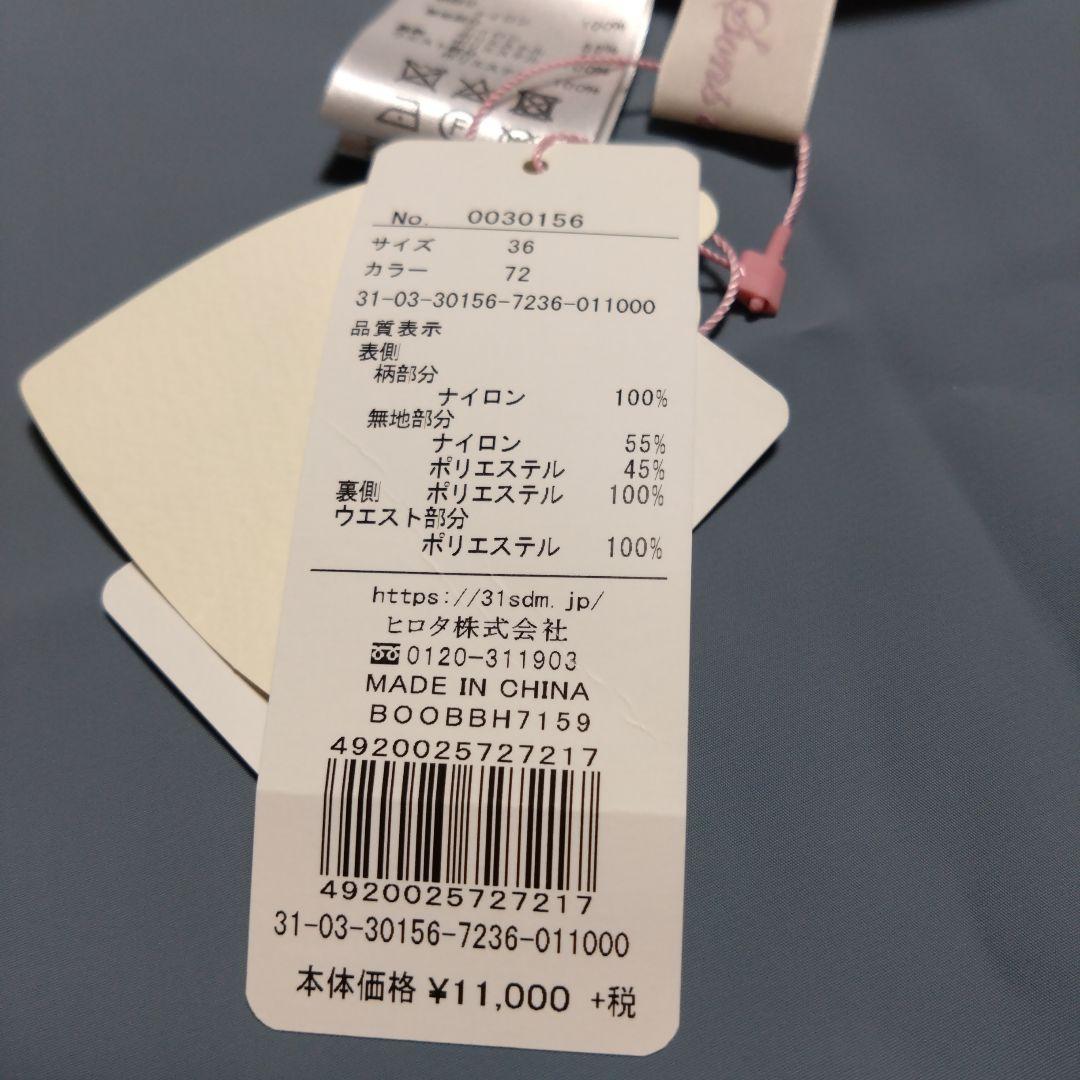 100%
No. 0030156
サイズ 36
カラー 72
31-03-30156-7236-011000
品質表示
表側
柄部分
ナイロン 100%
無地部分
ナイロン 55%
ポリエステル 45%
裏側 ポリエステル 100%
ウエスト部分
ポリエステル 100%
https://31sdm.jp/
ヒロタ株式会社
0120-311903
MADE IN CHINA
BOOBBH7159
4920025727217
4920025727217
31-03-30156-7236-011000
本体価格 ¥11,000 +税